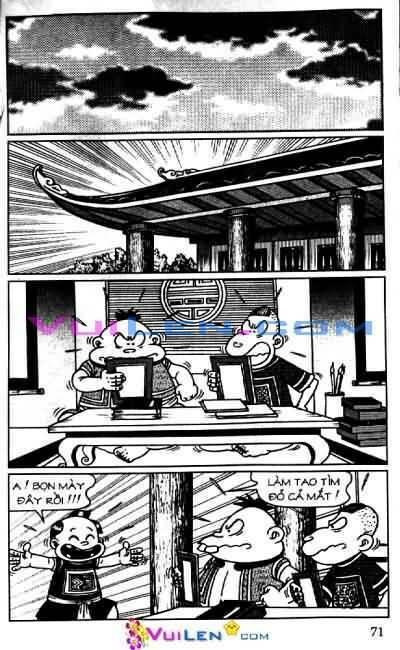 VuiLen.com
A! BỌN MÀY
ĐÂY RỒI!!!
LÀM TAO TÌM
ĐỎ CẢ MẮT!
71
VuiLen.com